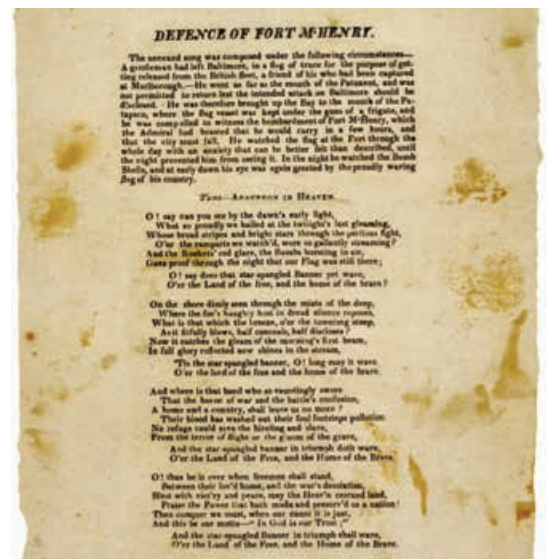 DEFENCE OF FORT M'HENRY.
The annexed song was composed under the following circumstances—
A gentleman had left Baltimore, in a flag of truce for the purpose of get-
ting released from the British fleet, a friend of his who had been captured
at Marlborough.—He went as far as the mouth of the Patuxent, and was
not permitted to return lest the intended attack on Baltimore should be
disclosed. He was therefore brought up the Bay to the mouth of the Pa-
tapsco, where the flag vessel was kept under the guns of a frigate, and
he was compelled to witness the bombardment of Fort M'Henry, which
the Admiral had boasted that he would carry in a few hours, and
that the city must fall. He watched the flag at the Fort through the
whole day with an anxiety that can be better felt than described, until
the night prevented him from seeing it. In the night he watched the Bomb
Shells, and at early dawn his eye was again greeted by the proudly waving
flag of his country.
Tune—Anacreon in Heaven.
O! say can you see by the dawn's early light,
What so proudly we hailed at the twilight's last gleaming,
Whose broad stripes and bright stars through the perilous fight,
O'er the ramparts we watch'd, were so gallantly streaming?
And the Rockets' red glare, the Bombs bursting in air,
Gave proof through the night that our Flag was still there;
O! say does that star-spangled Banner yet wave,
O'er the Land of the free, and the home of the brave?
On the shore dimly seen through the mists of the deep,
Where the foe's haughty host in dread silence reposes,
What is that which the breeze, o'er the towering steep,
As it fitfully blows, half conceals, half discloses?
Now it catches the gleam of the morning's first beam,
In full glory reflected new shines in the stream,
'Tis the star spangled banner, O! long may it wave
O'er the land of the free and the home of the brave.
And where is that band who so vauntingly swore
That the havoc of war and the battle's confusion,
A home and a country, shall leave us no more?
Their blood has washed out their foul footsteps pollution
No refuge could save the hireling and slave,
From the terror of flight or the gloom of the grave,
And the star-spangled banner in triumph doth wave,
O'er the Land of the Free, and the Home of the Brave.
O! thus be it ever when freemen shall stand,
Between their lov'd home, and the war's desolation,
Blest with vict'ry and peace, may the Heav'n rescued land,
Praise the Power that hath made and preserv'd us a nation!
Then conquer we must, when our cause it is just,
And this be our motto—"In God is our Trust;"
And the star-spangled Banner in triumph shall wave,
O'er the Land of the Free, and the Home of the Brave.